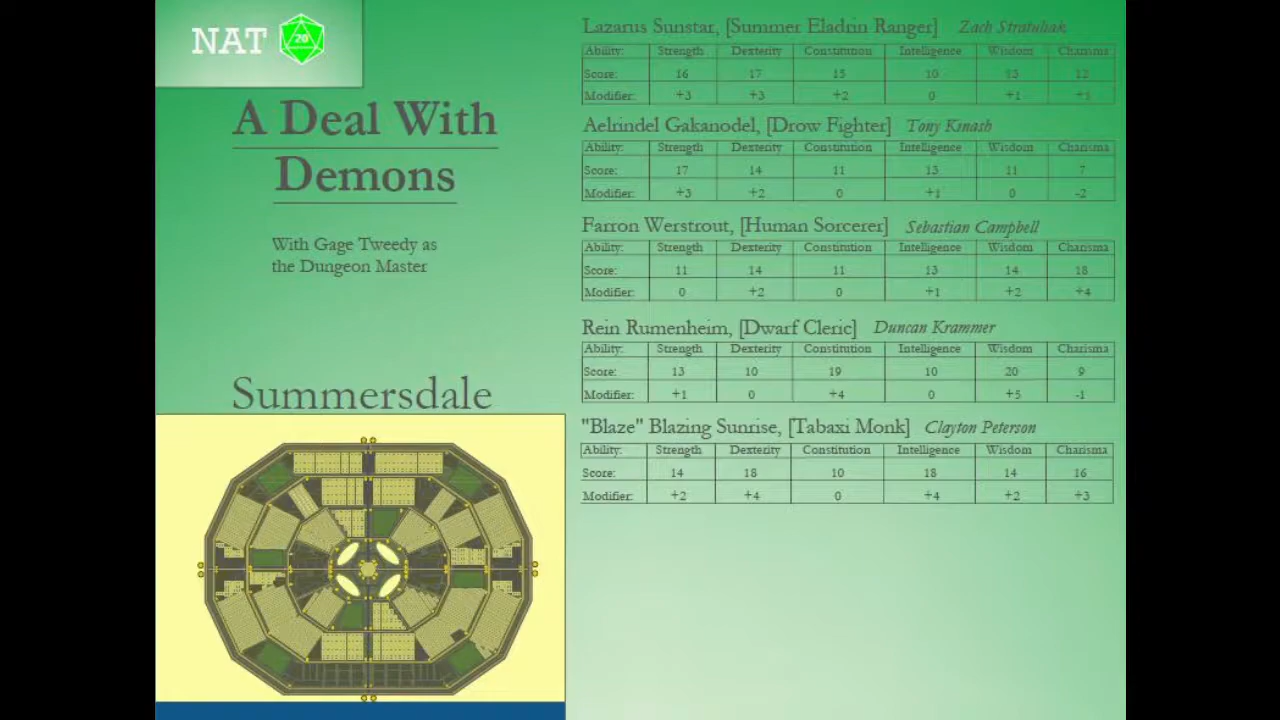 NAT 20
A Deal With
Demons
With Gage Tweedy as
the Dungeon Master
Summersdale
Lazarus Sunstar, [Summer Eladrin Ranger] Zach Stratuliak
Ability: Strength Dexterity Constitution Intelligence Wisdom Charisma
Score: 16 17 15 10 13 12
Modifier: +3 +3 +2 0 +1 +1
Aelrindel Gakanodel, [Drow Fighter] Tony Kinash
Ability: Strength Dexterity Constitution Intelligence Wisdom Charisma
Score: 17 14 11 13 11 7
Modifier: +3 +2 0 +1 0 -2
Farron Werstrout, [Human Sorcerer] Sebastian Campbell
Ability: Strength Dexterity Constitution Intelligence Wisdom Charisma
Score: 11 14 11 13 14 18
Modifier: 0 +2 0 +1 +2 +4
Rein Rumenheim, [Dwarf Cleric] Duncan Krammer
Ability: Strength Dexterity Constitution Intelligence Wisdom Charisma
Score: 13 10 19 10 20 9
Modifier: +1 0 +4 0 +5 -1
"Blaze" Blazing Sunrise, [Tabaxi Monk] Clayton Peterson
Ability: Strength Dexterity Constitution Intelligence Wisdom Charisma
Score: 14 18 10 18 14 16
Modifier: +2 +4 0 +4 +2 +3